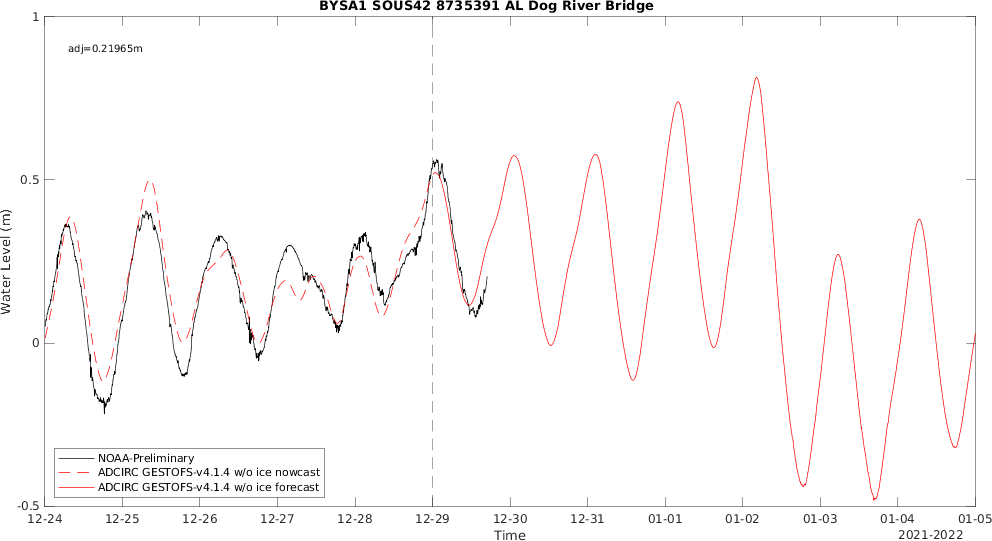 BYSA1 SOUS42 8735391 AL Dog River Bridge
adj=0.21965m
1
0.5
0
-0.5
Water Level (m)
NOAA-Preliminary
ADCIRC GESTOFS-v4.1.4 w/o ice nowcast
ADCIRC GESTOFS-v4.1.4 w/o ice forecast
12-24 12-25 12-26 12-27 12-28 12-29 12-30 12-31 01-01 01-02 01-03 01-04 01-05
Time
2021-2022